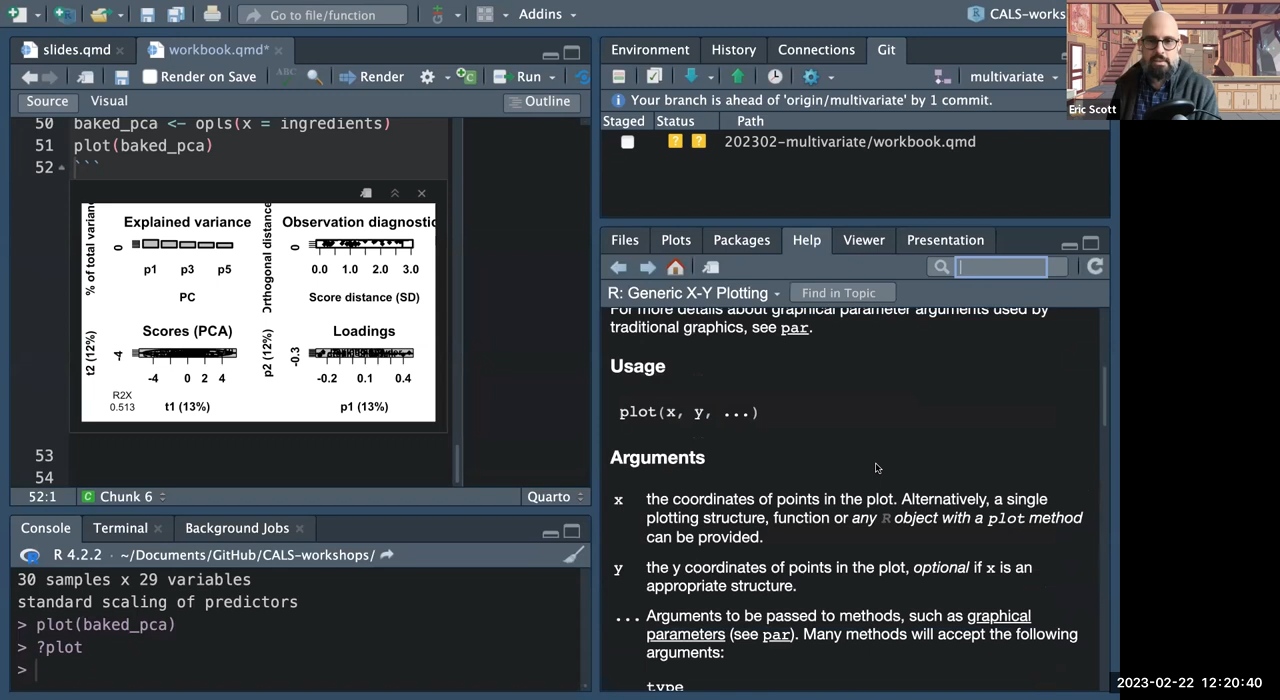 Go to file/function
Addins
CALS-works
slides.qmd
workbook.qmd*
Render on Save
ABC
Render
Run
Source
Visual
Outline
50 baked_pca <- opls(x = ingredients)
51 plot(baked_pca)
52 ```
Explained variance
% of total varian
0
p1 p3 p5
PC
Observation diagnostic
Orthogonal distanc
0
0.0 1.0 2.0 3.0
Score distance (SD)
Scores (PCA)
t2 (12%)
-4
-4 0 2 4
R2X
0.513
t1 (13%)
Loadings
p2 (12%)
-0.3
-0.2 0.1 0.4
p1 (13%)
53
54
52:1
C Chunk 6
Quarto
Console
Terminal
Background Jobs
R 4.2.2 · ~/Documents/GitHub/CALS-workshops/
30 samples x 29 variables
standard scaling of predictors
> plot(baked_pca)
> ?plot
>
Environment
History
Connections
Git
multivariate
Your branch is ahead of 'origin/multivariate' by 1 commit.
Staged Status Path
? ? 202302-multivariate/workbook.qmd
Files
Plots
Packages
Help
Viewer
Presentation
R: Generic X-Y Plotting
Find in Topic
For more details about graphical parameter arguments used by
traditional graphics, see par.
Usage
plot(x, y, ...)
Arguments
x the coordinates of points in the plot. Alternatively, a single
plotting structure, function or any R object with a plot method
can be provided.
y the y coordinates of points in the plot, optional if x is an
appropriate structure.
... Arguments to be passed to methods, such as graphical
parameters (see par). Many methods will accept the following
arguments:
type
Eric Scott
2023-02-22 12:20:40